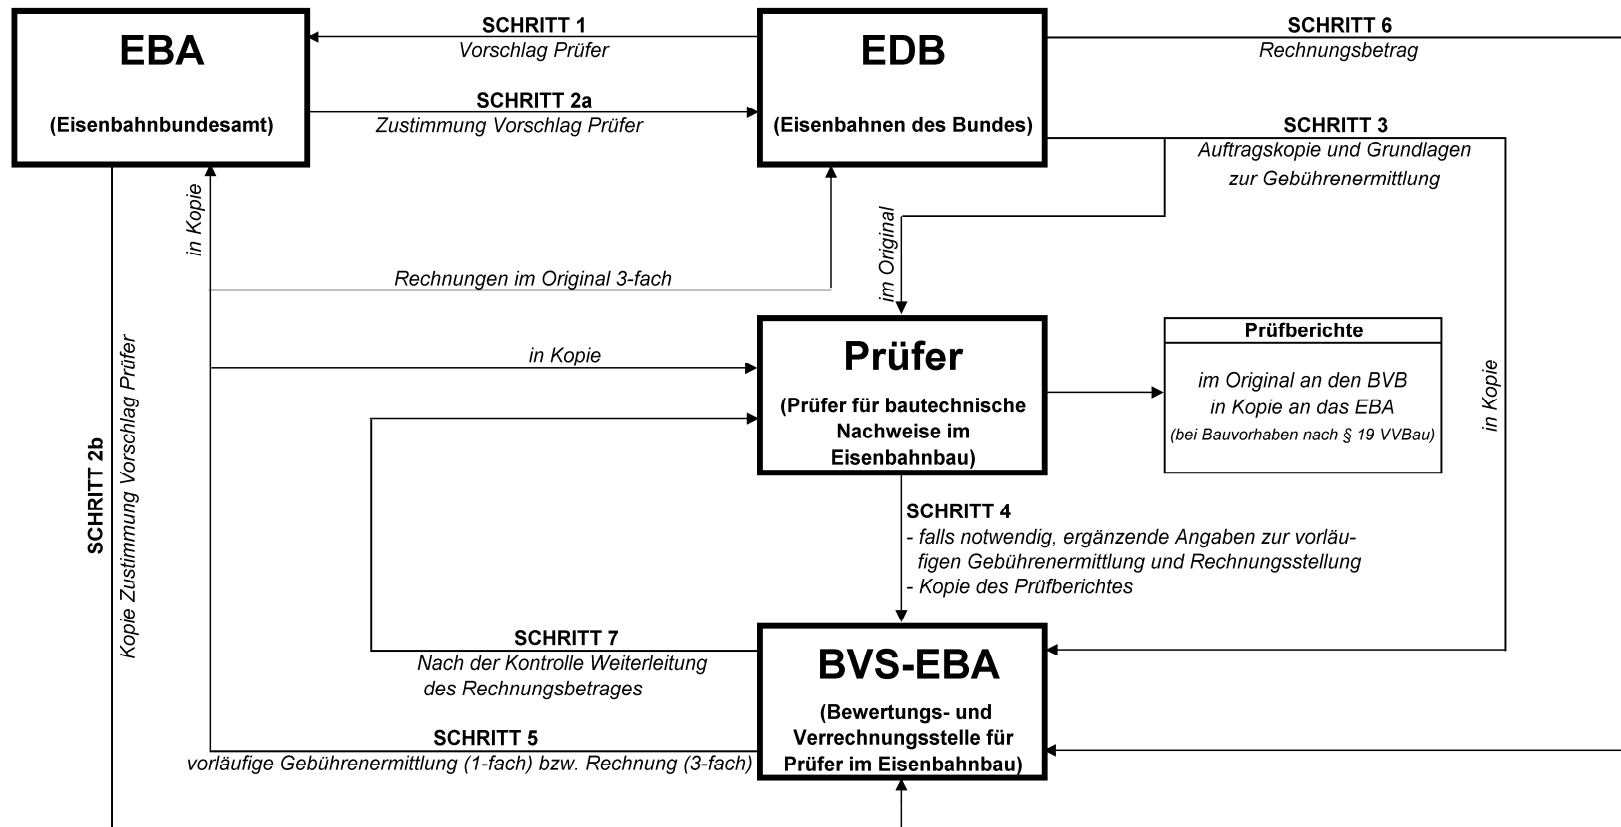 EBA
(Eisenbahnbundesamt)
SCHRITT 1
Vorschlag Prüfer
SCHRITT 2a
Zustimmung Vorschlag Prüfer
EDB
(Eisenbahnen des Bundes)
SCHRITT 6
Rechnungsbetrag
SCHRITT 3
Auftragskopie und Grundlagen
zur Gebührenermittlung
in Kopie
im Original
Rechnungen im Original 3-fach
in Kopie
Prüfer
(Prüfer für bautechnische
Nachweise im
Eisenbahnbau)
Prüfberichte
im Original an den BVB
in Kopie an das EBA
(bei Bauvorhaben nach § 19 VVBau)
in Kopie
SCHRITT 2b
Kopie Zustimmung Vorschlag Prüfer
SCHRITT 4
- falls notwendig, ergänzende Angaben zur vorläu-
figen Gebührenermittlung und Rechnungsstellung
- Kopie des Prüfberichtes
SCHRITT 7
Nach der Kontrolle Weiterleitung
des Rechnungsbetrages
BVS-EBA
(Bewertungs- und
Verrechnungsstelle für
Prüfer im Eisenbahnbau)
SCHRITT 5
vorläufige Gebührenermittlung (1-fach) bzw. Rechnung (3-fach)